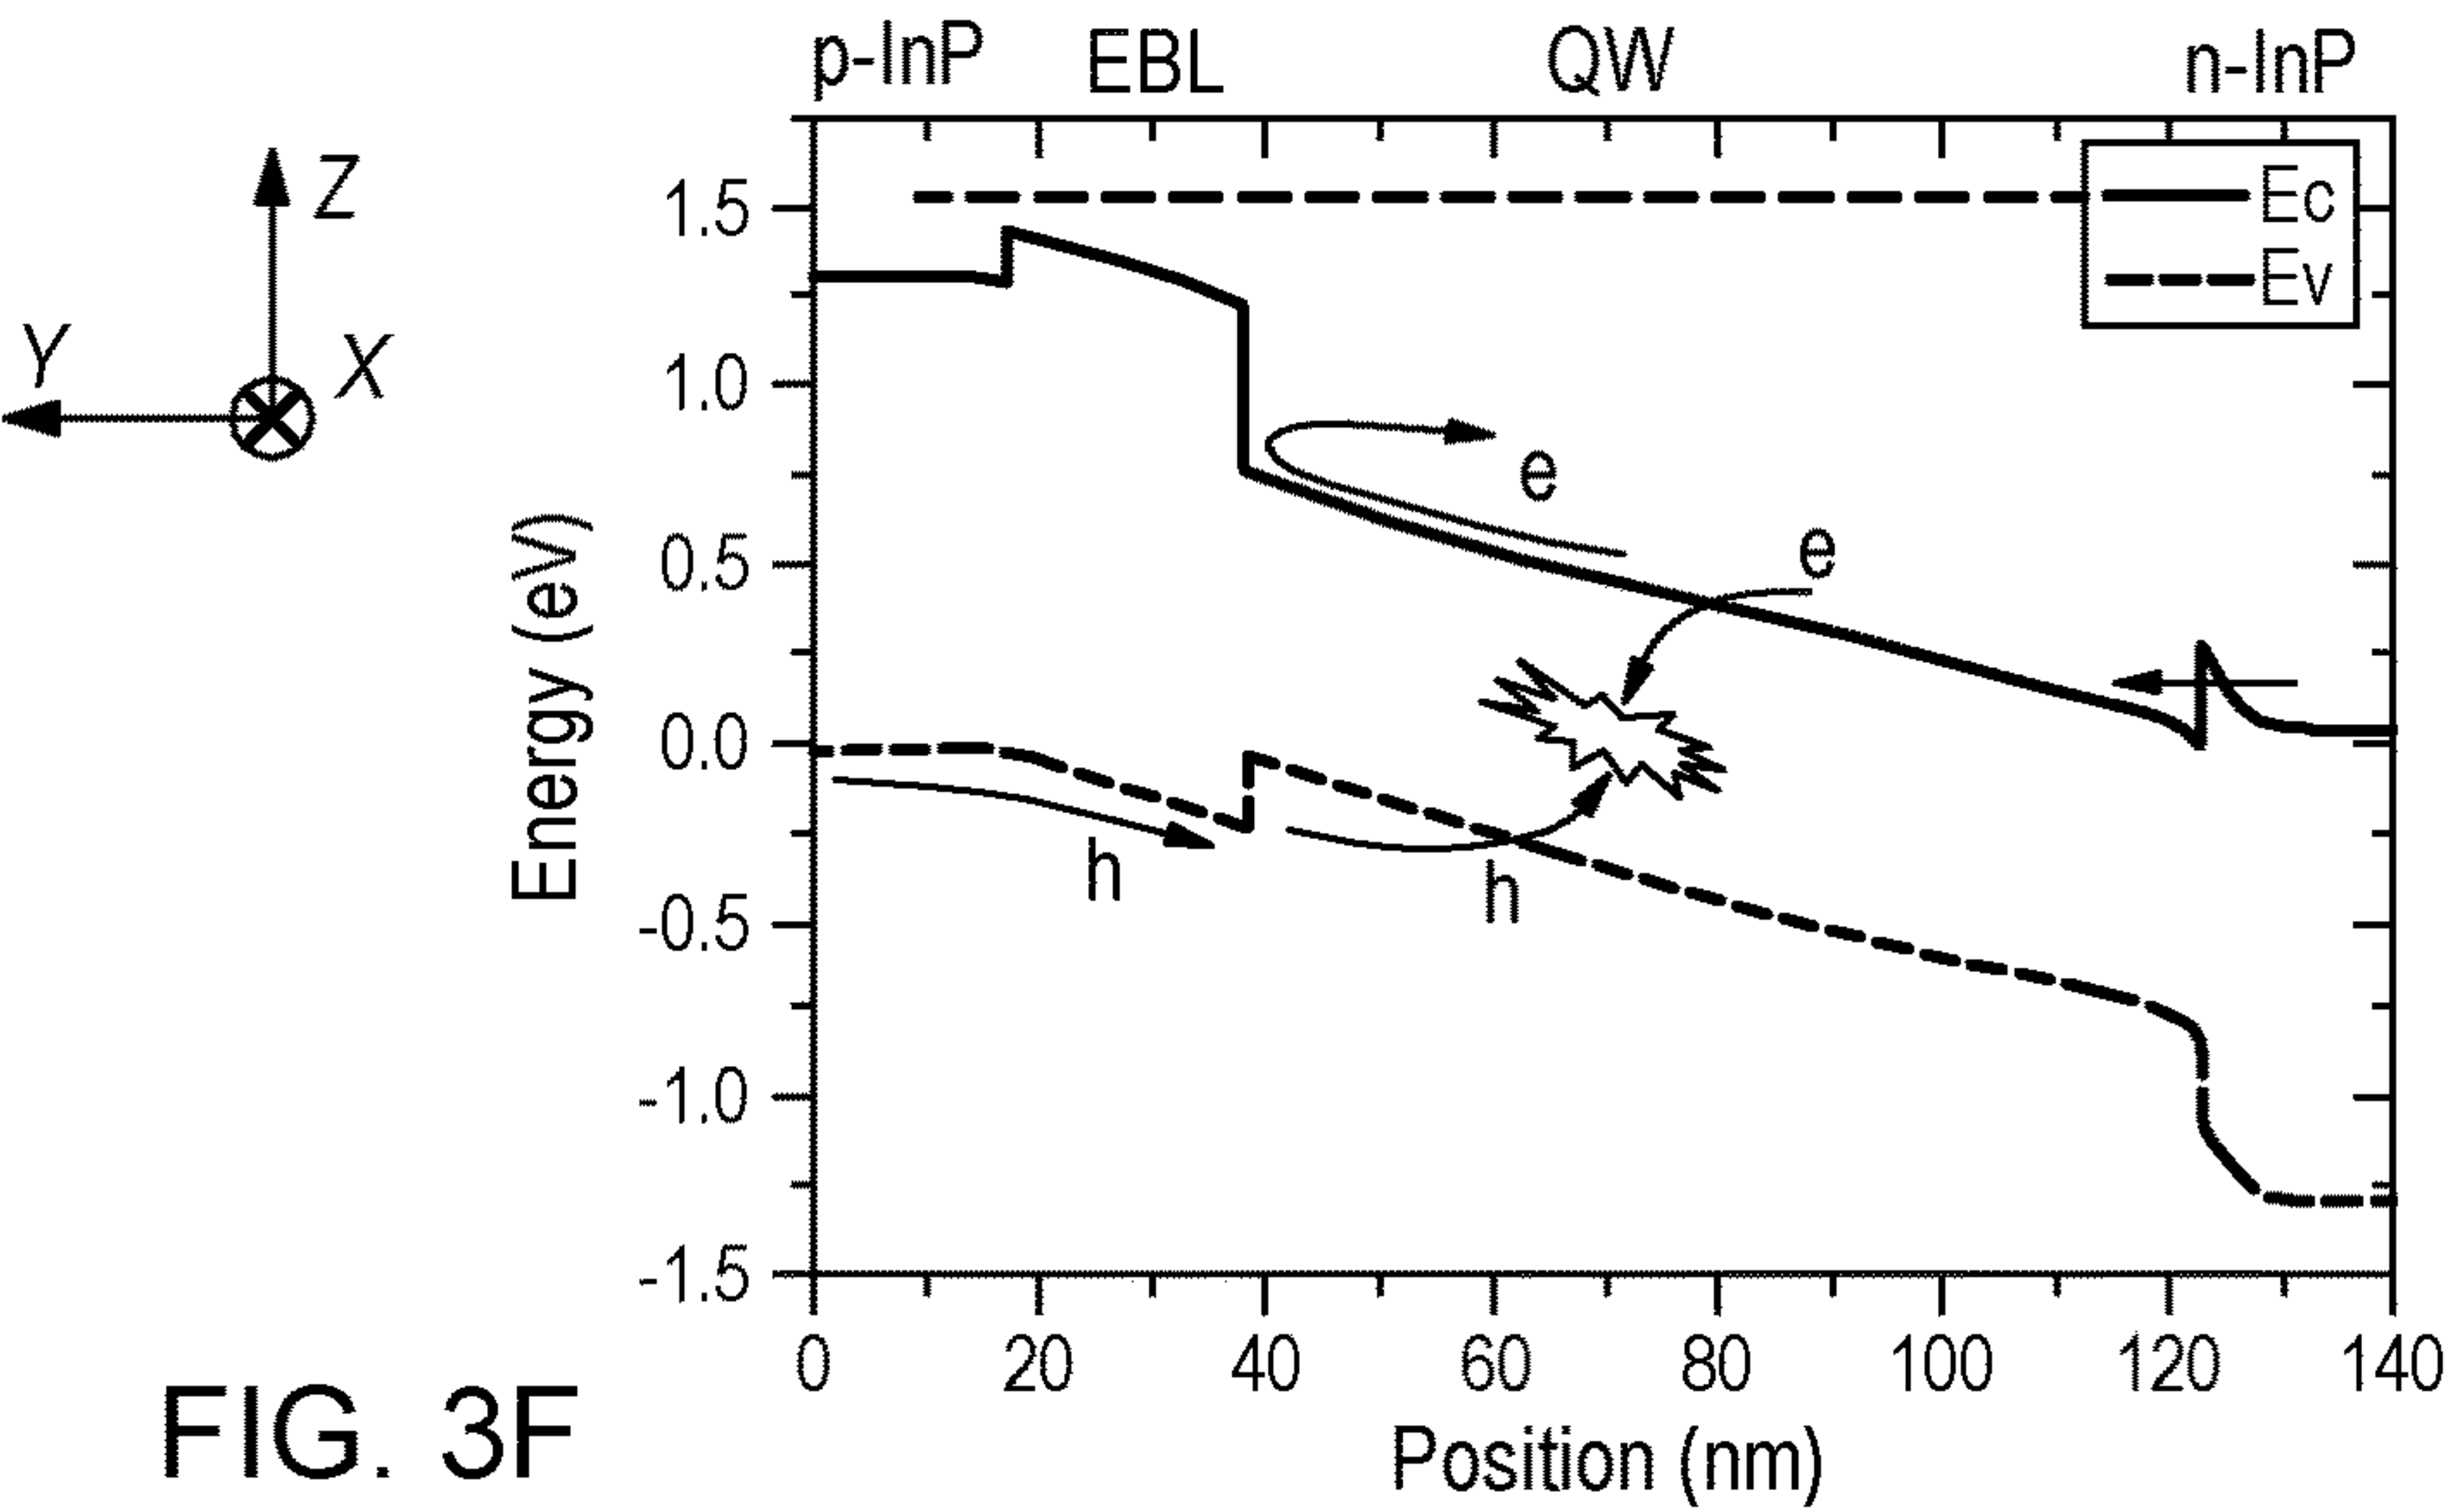 p-InP EBL QW n-InP
Z
Y X
Ec
Ev
1.5
1.0
0.5
0.0
-0.5
-1.0
-1.5
Energy (eV)
e
e
h
h
0 20 40 60 80 100 120 140
Position (nm)
FIG. 3F